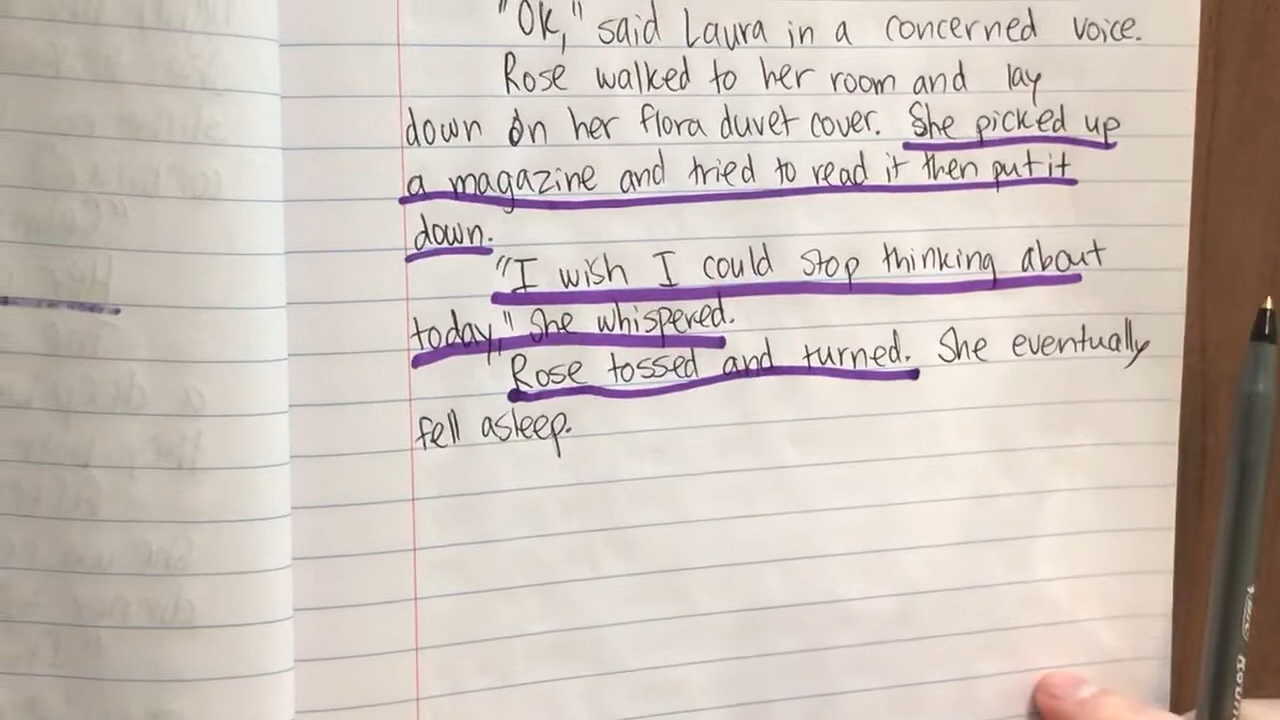 "Ok," said Laura in a concerned voice.
Rose walked to her room and lay
down on her flora duvet cover. She picked up
a magazine and tried to read it then put it
down.
"I wish I could stop thinking about
today," she whispered.
Rose tossed and turned. She eventually
fell asleep.